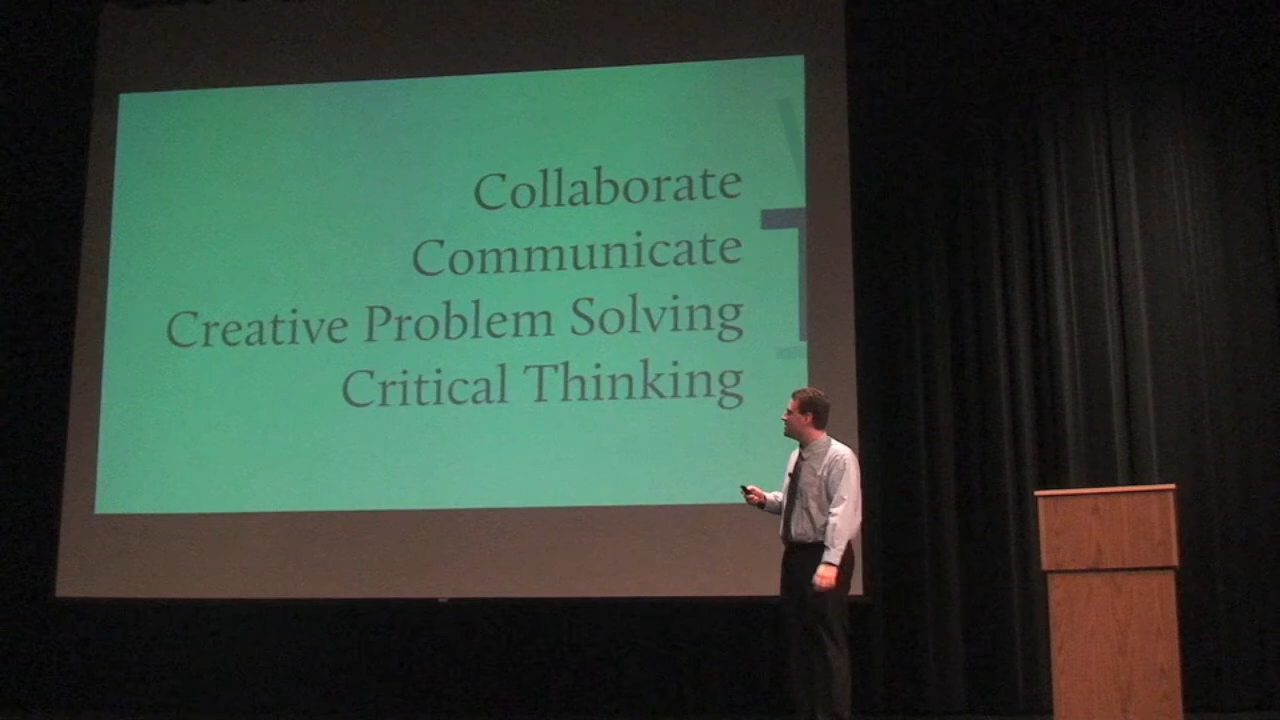 Collaborate
Communicate
Creative Problem Solving
Critical Thinking